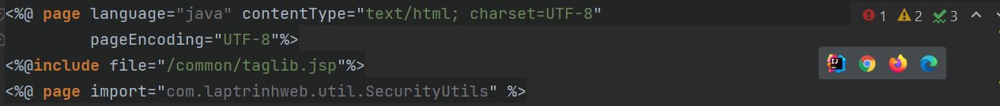 <%@ page language="java" contentType="text/html; charset=UTF-8"
1 2 3
pageEncoding="UTF-8"%>
<%@include file="/common/taglib.jsp"%>
<%@ page import="com.laptrinhweb.util.SecurityUtils" %>